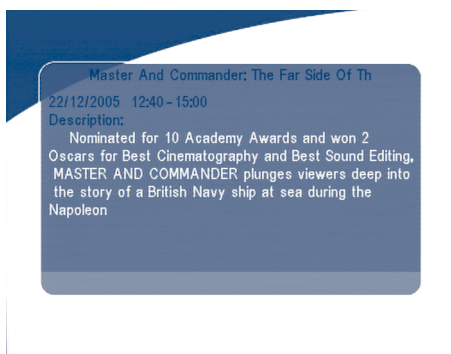 Master And Commander: The Far Side Of Th
22/12/2005 12:40-15:00
Description:
Nominated for 10 Academy Awards and won 2
Oscars for Best Cinematography and Best Sound Editing,
MASTER AND COMMANDER plunges viewers deep into
the story of a British Navy ship at sea during the
Napoleon